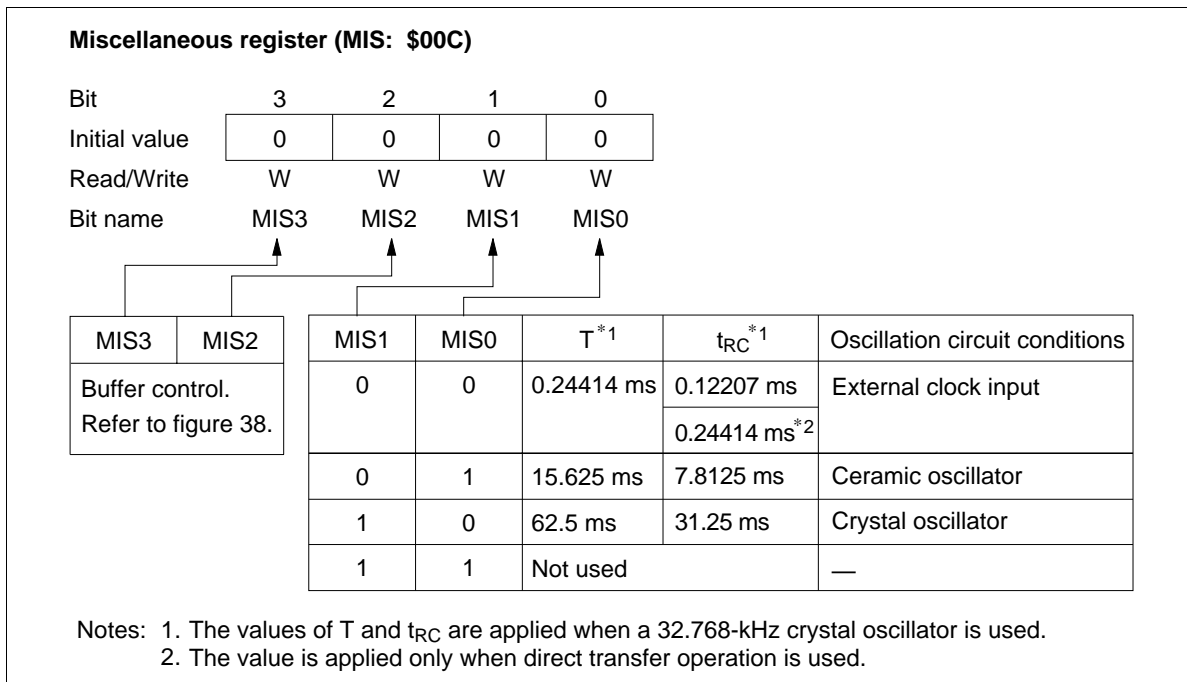 Miscellaneous register (MIS: $00C)
Bit 3 2 1 0
Initial value 0 0 0 0
Read/Write W W W W
Bit name MIS3 MIS2 MIS1 MIS0
MIS3 MIS2
Buffer control.
Refer to figure 38.
MIS1 MIS0 T*1 tRC*1 Oscillation circuit conditions
0 0 0.24414 ms 0.12207 ms External clock input
0.24414 ms*2
0 1 15.625 ms 7.8125 ms Ceramic oscillator
1 0 62.5 ms 31.25 ms Crystal oscillator
1 1 Not used —
Notes: 1. The values of T and tRC are applied when a 32.768-kHz crystal oscillator is used.
2. The value is applied only when direct transfer operation is used.